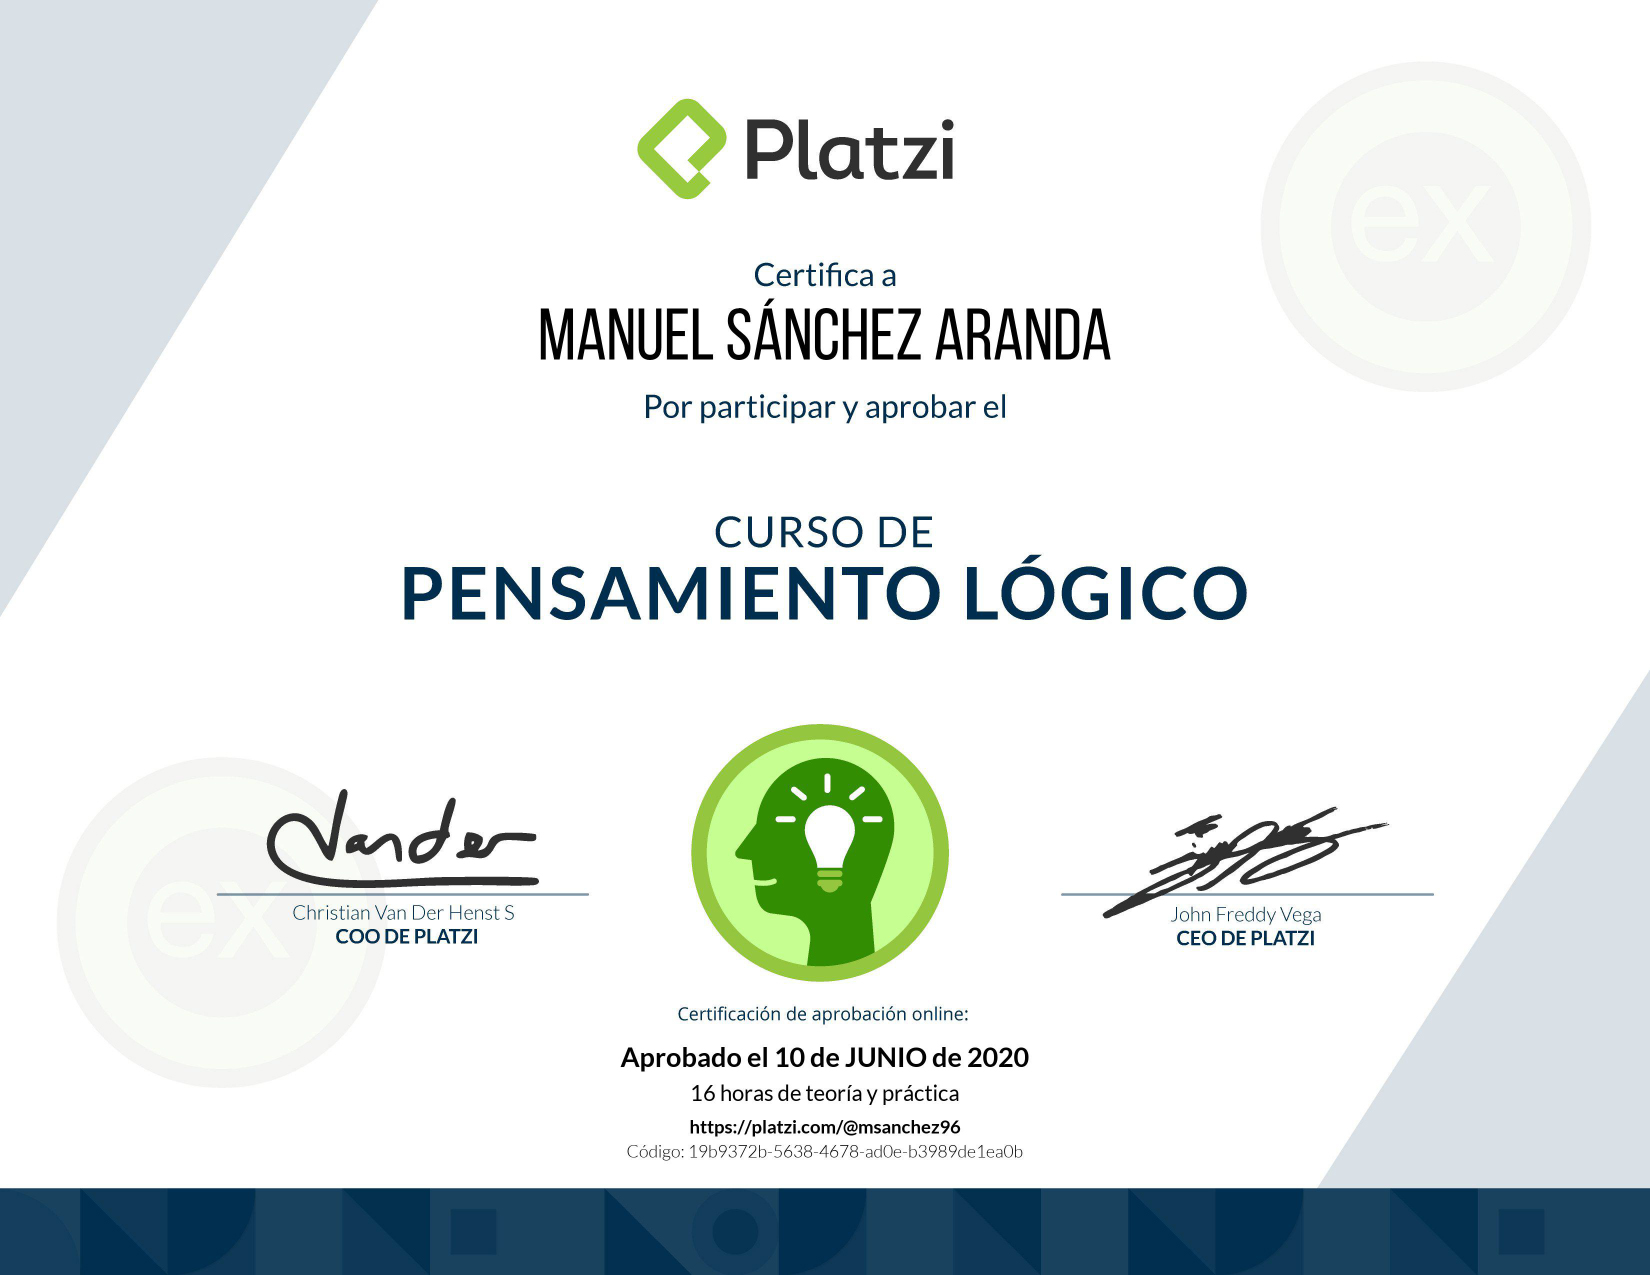 Platzi
Certifica a
MANUEL SÁNCHEZ ARANDA
Por participar y aprobar el
CURSO DE
PENSAMIENTO LÓGICO
ex
ex
Vander
Christian Van Der Henst S
COO DE PLATZI
John Freddy Vega
CEO DE PLATZI
Certificación de aprobación online:
Aprobado el 10 de JUNIO de 2020
16 horas de teoría y práctica
https://platzi.com/@msanchez96
Código: 19b9372b-5638-4678-ad0e-b3989de1ea0b